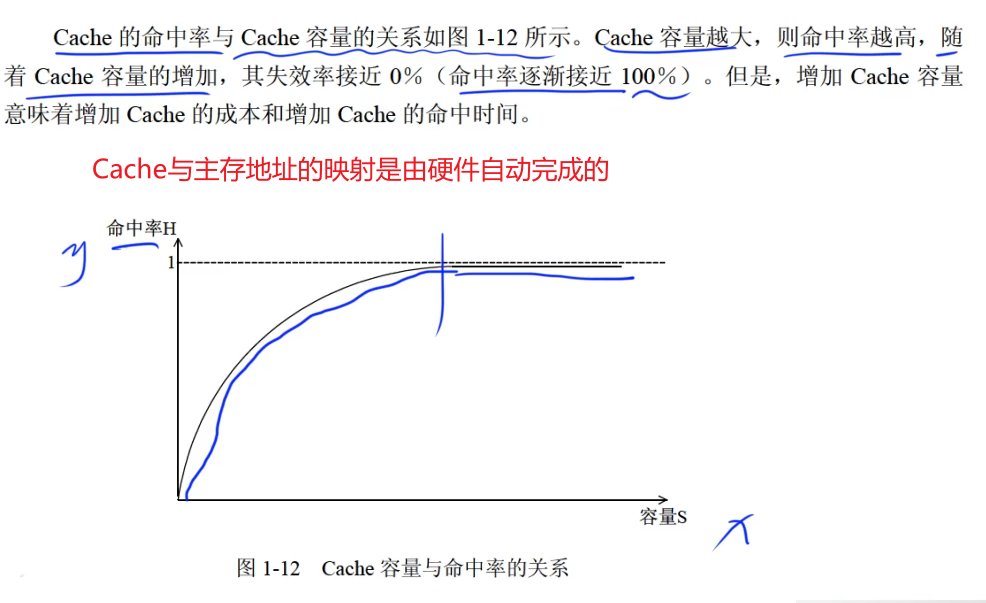 Cache 的命中率与 Cache 容量的关系如图 1-12 所示。Cache 容量越大，则命中率越高，随
着 Cache 容量的增加，其失效率接近 0%（命中率逐渐接近 100%）。但是，增加 Cache 容量
意味着增加 Cache 的成本和增加 Cache 的命中时间。
Cache与主存地址的映射是由硬件自动完成的
命中率H
y
1
容量S
x
图 1-12 Cache 容量与命中率的关系